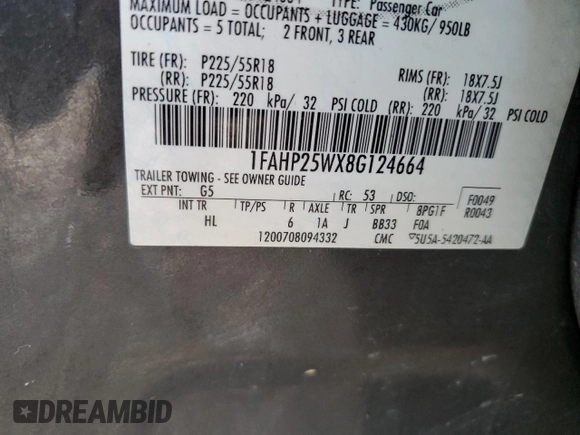 TYPE: Passenger Car
MAXIMUM LOAD = OCCUPANTS + LUGGAGE = 430KG/ 950LB
OCCUPANTS = 5 TOTAL; 2 FRONT, 3 REAR
TIRE (FR): P225/55R18 RIMS (FR): 18X7.5J
(RR): P225/55R18 (RR): 18X7.5J
PRESSURE (FR): 220 kPa/ 32 PSI COLD (RR): 220 kPa/ 32 PSI COLD
1FAHP25WX8G124664
TRAILER TOWING - SEE OWNER GUIDE
EXT PNT: G5 RC: 53 DSO: F0049
INT TR TP/PS R AXLE TR SPR 8PG1F R0043
HL 6 1A J BB33 F0A
1200708094332 CMC 5U5A-5420472-AA
DREAMBID